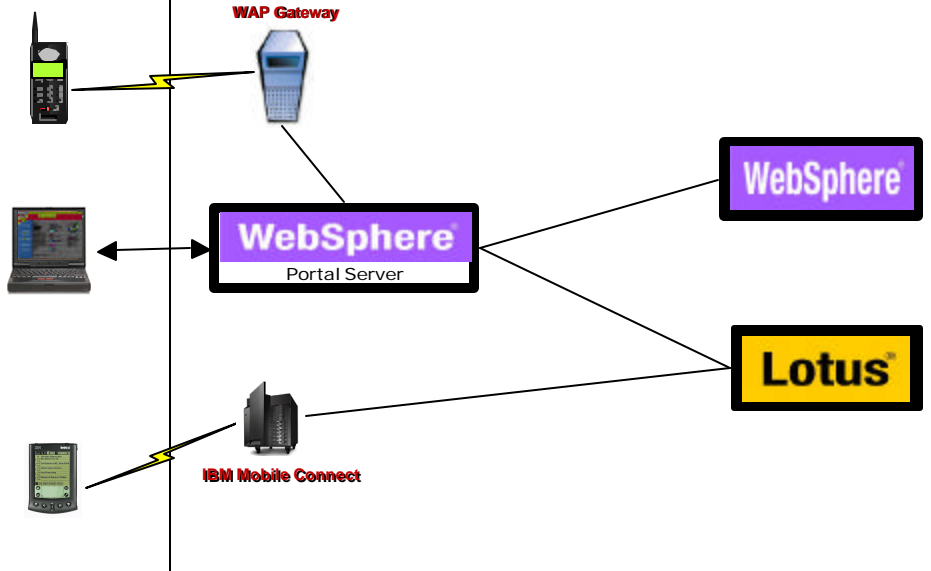 WAP Gateway
WebSphere®
WebSphere®
Portal Server
Lotus
IBM Mobile Connect